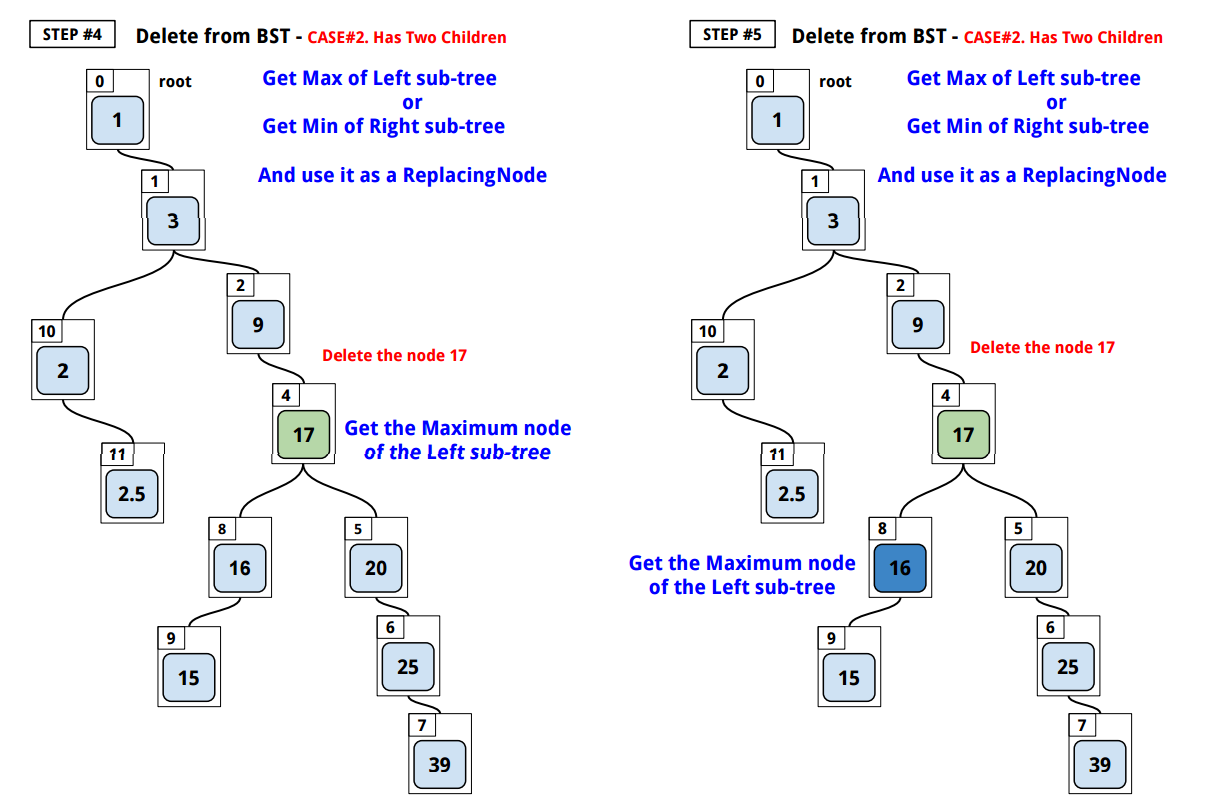 STEP #4
Delete from BST - CASE#2. Has Two Children
0
root
Get Max of Left sub-tree
or
Get Min of Right sub-tree
1
And use it as a ReplacingNode
1
3
2
9
10
2
Delete the node 17
4
17
Get the Maximum node
of the Left sub-tree
11
2.5
8
16
5
20
9
15
6
25
7
39
STEP #5
Delete from BST - CASE#2. Has Two Children
0
root
Get Max of Left sub-tree
or
Get Min of Right sub-tree
1
And use it as a ReplacingNode
1
3
2
9
10
2
Delete the node 17
4
17
11
2.5
Get the Maximum node
of the Left sub-tree
8
16
5
20
9
15
6
25
7
39